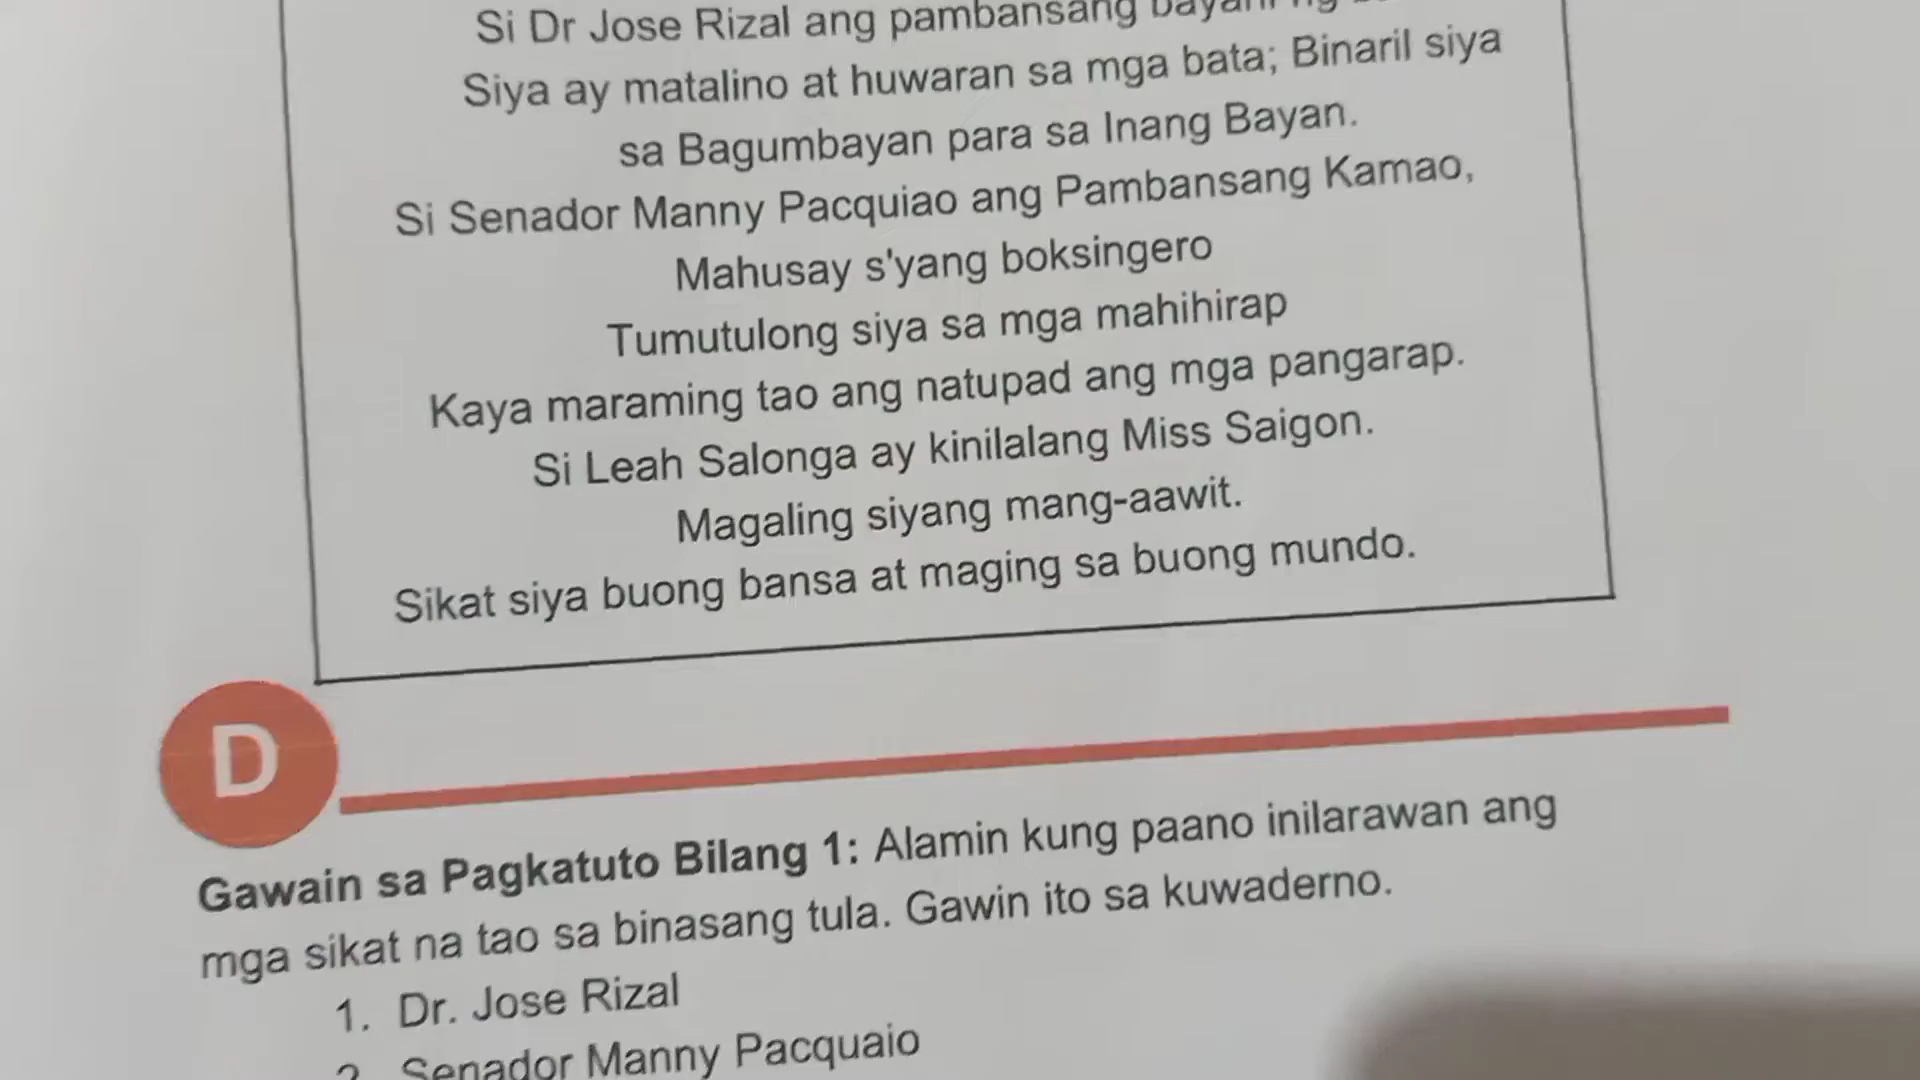 Si Dr Jose Rizal ang pambansang bayani ng
Siya ay matalino at huwaran sa mga bata; Binaril siya
sa Bagumbayan para sa Inang Bayan.
Si Senador Manny Pacquiao ang Pambansang Kamao,
Mahusay s'yang boksingero
Tumutulong siya sa mga mahihirap
Kaya maraming tao ang natupad ang mga pangarap.
Si Leah Salonga ay kinilalang Miss Saigon.
Magaling siyang mang-aawit.
Sikat siya buong bansa at maging sa buong mundo.
D
Gawain sa Pagkatuto Bilang 1: Alamin kung paano inilarawan ang
mga sikat na tao sa binasang tula. Gawin ito sa kuwaderno.
1. Dr. Jose Rizal
2. Senador Manny Pacquaio